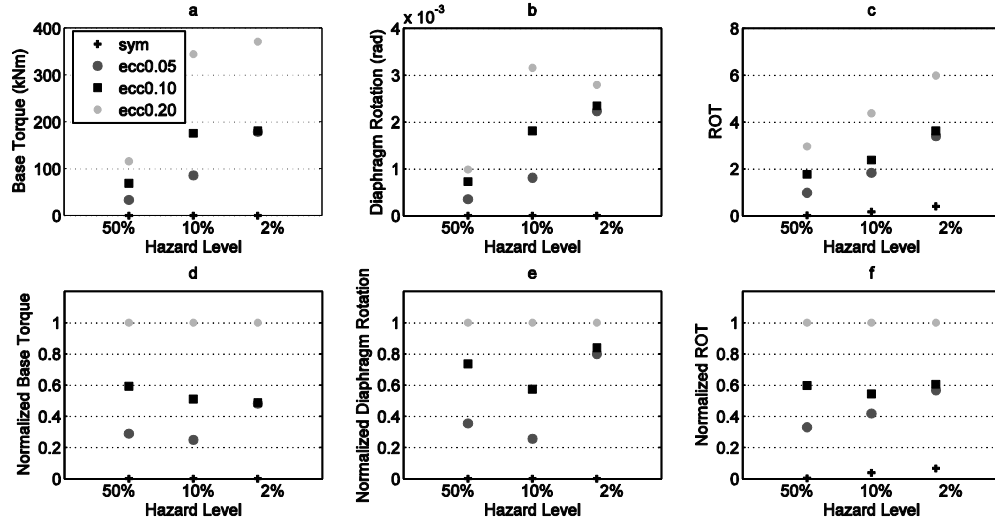 a
Base Torque (kNm)
400
300
200
100
0
sym
ecc0.05
ecc0.10
ecc0.20
50% 10% 2%
Hazard Level
b
x 10⁻³
Diaphragm Rotation (rad)
4
3
2
1
0
50% 10% 2%
Hazard Level
c
ROT
8
6
4
2
0
50% 10% 2%
Hazard Level
d
Normalized Base Torque
1
0.8
0.6
0.4
0.2
0
50% 10% 2%
Hazard Level
e
Normalized Diaphragm Rotation
1
0.8
0.6
0.4
0.2
0
50% 10% 2%
Hazard Level
f
Normalized ROT
1
0.8
0.6
0.4
0.2
0
50% 10% 2%
Hazard Level